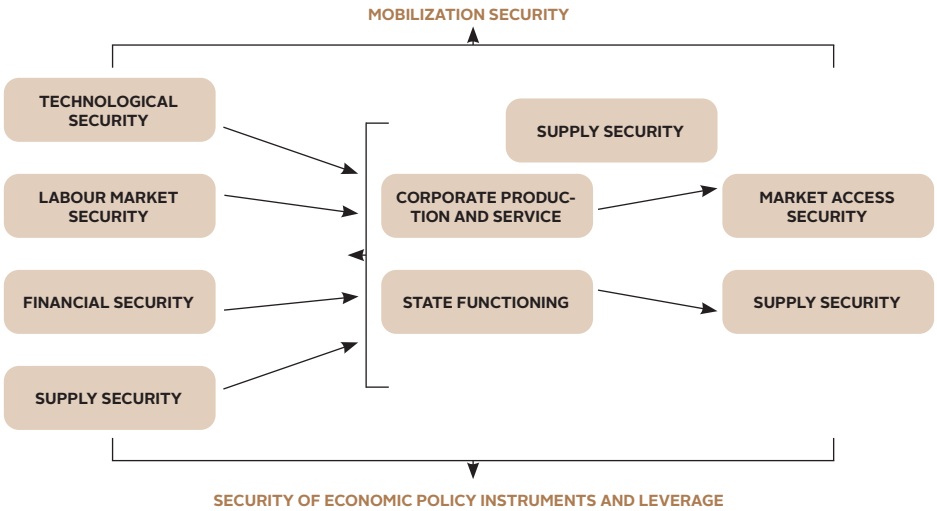 MOBILIZATION SECURITY
TECHNOLOGICAL
SECURITY
SUPPLY SECURITY
LABOUR MARKET
SECURITY
CORPORATE PRODUC-
TION AND SERVICE
MARKET ACCESS
SECURITY
FINANCIAL SECURITY
STATE FUNCTIONING
SUPPLY SECURITY
SUPPLY SECURITY
SECURITY OF ECONOMIC POLICY INSTRUMENTS AND LEVERAGE